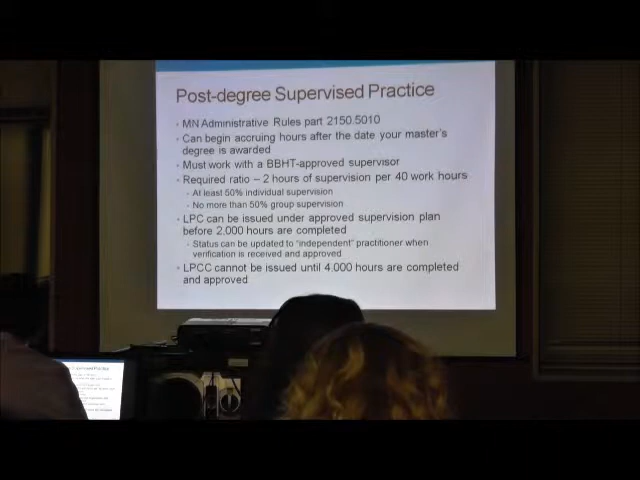 Post-degree Supervised Practice
• MN Administrative Rules part 2150.5010
• Can begin accruing hours after the date your master's
degree is awarded
• Must work with a BBHT-approved supervisor
• Required ratio – 2 hours of supervision per 40 work hours
• At least 50% individual supervision
• No more than 50% group supervision
• LPC can be issued under approved supervision plan
before 2,000 hours are completed
• Status can be updated to "independent" practitioner when
verification is received and approved
• LPCC cannot be issued until 4,000 hours are completed
and approved